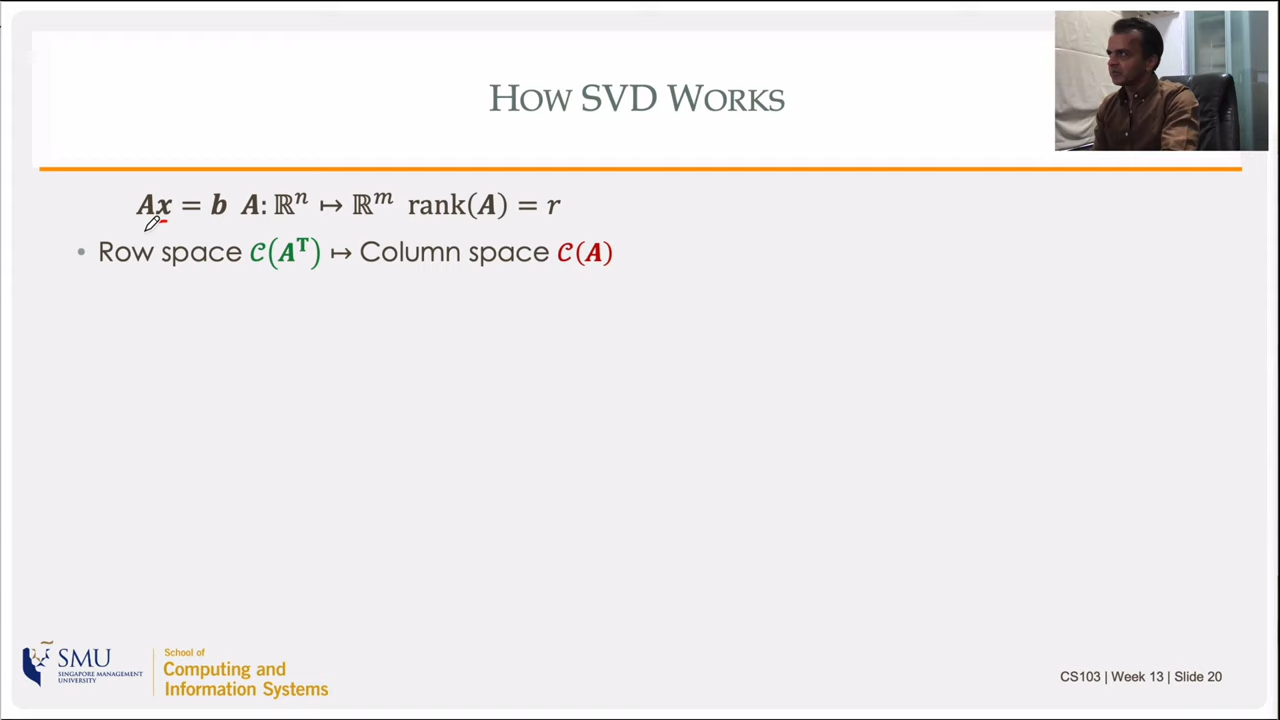 How SVD Works
Ax = b A: ℝⁿ ↦ ℝᵐ rank(A) = r
• Row space 𝒞(Aᵀ) ↦ Column space 𝒞(A)
SMU
SINGAPORE MANAGEMENT
UNIVERSITY
School of
Computing and
Information Systems
CS103 | Week 13 | Slide 20